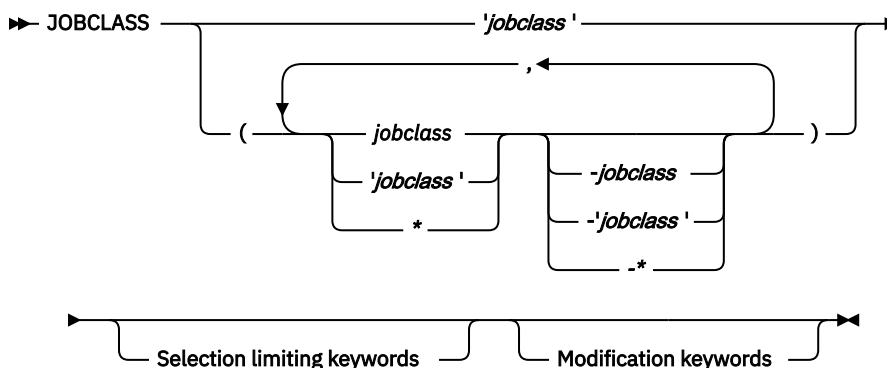 JOBCLASS 'jobclass '
,
( jobclass )
-jobclass
'jobclass '
-'jobclass '
*
-*
Selection limiting keywords Modification keywords